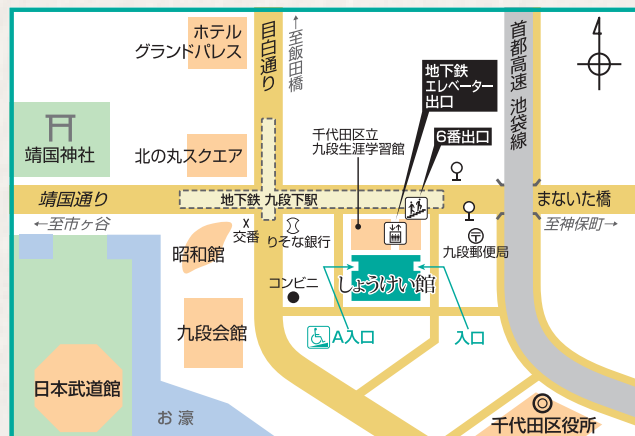 ホテル
グランドパレス
目白通り
←至飯田橋
首都高速 池袋線
4
地下鉄
エレベーター
出口
千代田区立
九段生涯学習館
6番出口
靖国神社
北の丸スクエア
靖国通り
地下鉄 九段下駅
まないた橋
←至市ヶ谷
至神保町→
交番
りそな銀行
九段郵便局
昭和館
コンビニ
しょうけい館
九段会館
A入口
入口
日本武道館
お濠
千代田区役所